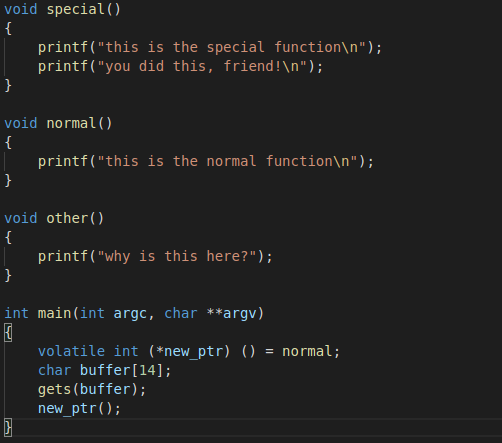 void special()
{
    printf("this is the special function\n");
    printf("you did this, friend!\n");
}
void normal()
{
    printf("this is the normal function\n");
}
void other()
{
    printf("why is this here?");
}
int main(int argc, char **argv)
{
    volatile int (*new_ptr) () = normal;
    char buffer[14];
    gets(buffer);
    new_ptr();
}